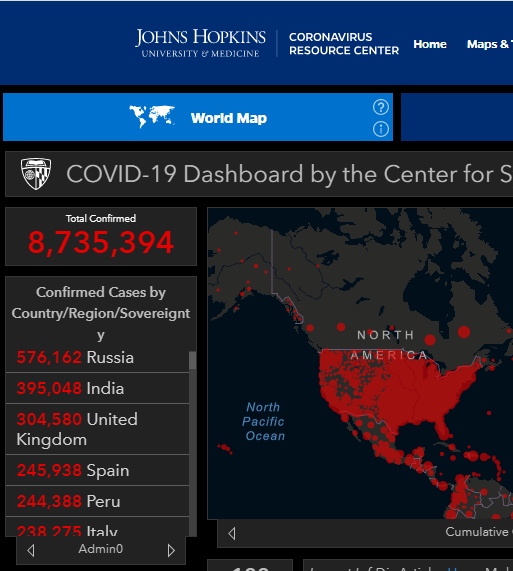 JOHNS HOPKINS
UNIVERSITY & MEDICINE
CORONAVIRUS
RESOURCE CENTER
Home
Maps &
World Map
COVID-19 Dashboard by the Center for S
Total Confirmed
8,735,394
Confirmed Cases by
Country/Region/Sovereignt
y
576,162 Russia
395,048 India
304,580 United
Kingdom
245,938 Spain
244,388 Peru
238,275 Italy
Admin0
NORTH
AMERICA
North
Pacific
Ocean
Cumulative